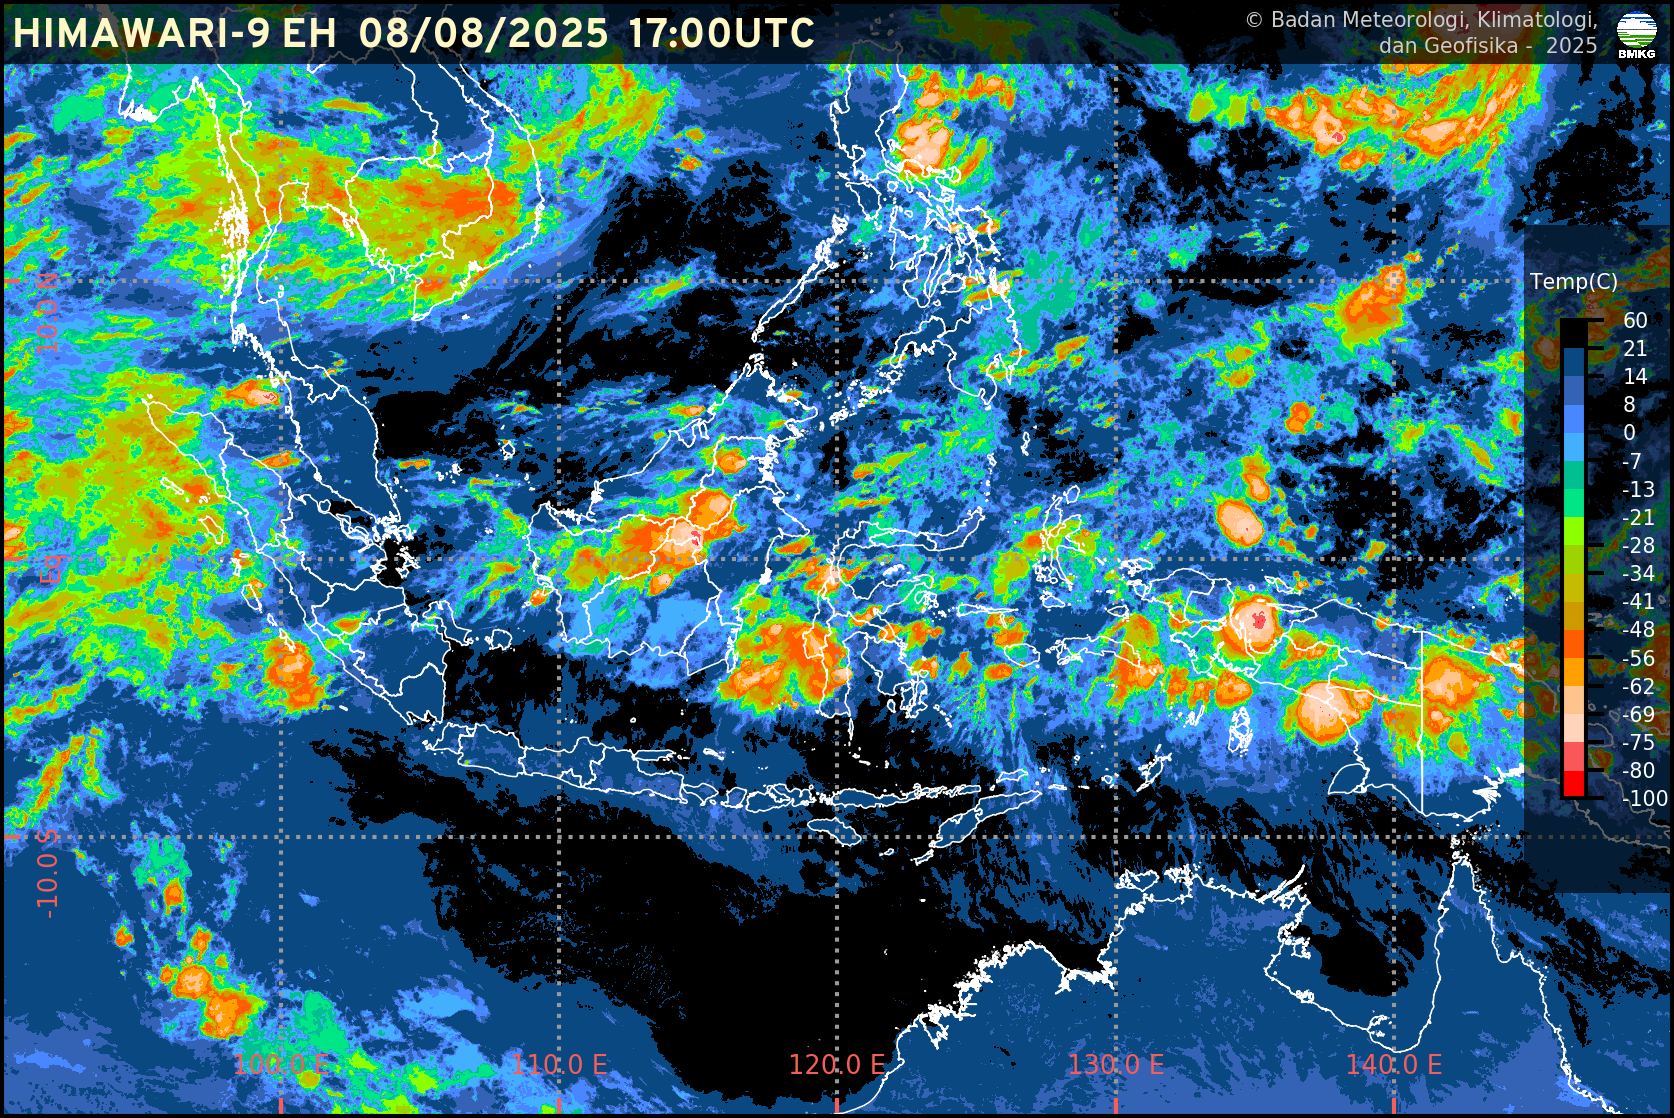 HIMAWARI-9 EH 08/08/2025 17:00UTC
© Badan Meteorologi, Klimatologi,
dan Geofisika - 2025
BMKG
Temp(C)
60
21
14
8
0
-7
-13
-21
-28
-34
-41
-48
-56
-62
-69
-75
-80
-100
10.0 N
Eq
-10.0 S
100.0 E
110.0 E
120.0 E
130.0 E
140.0 E